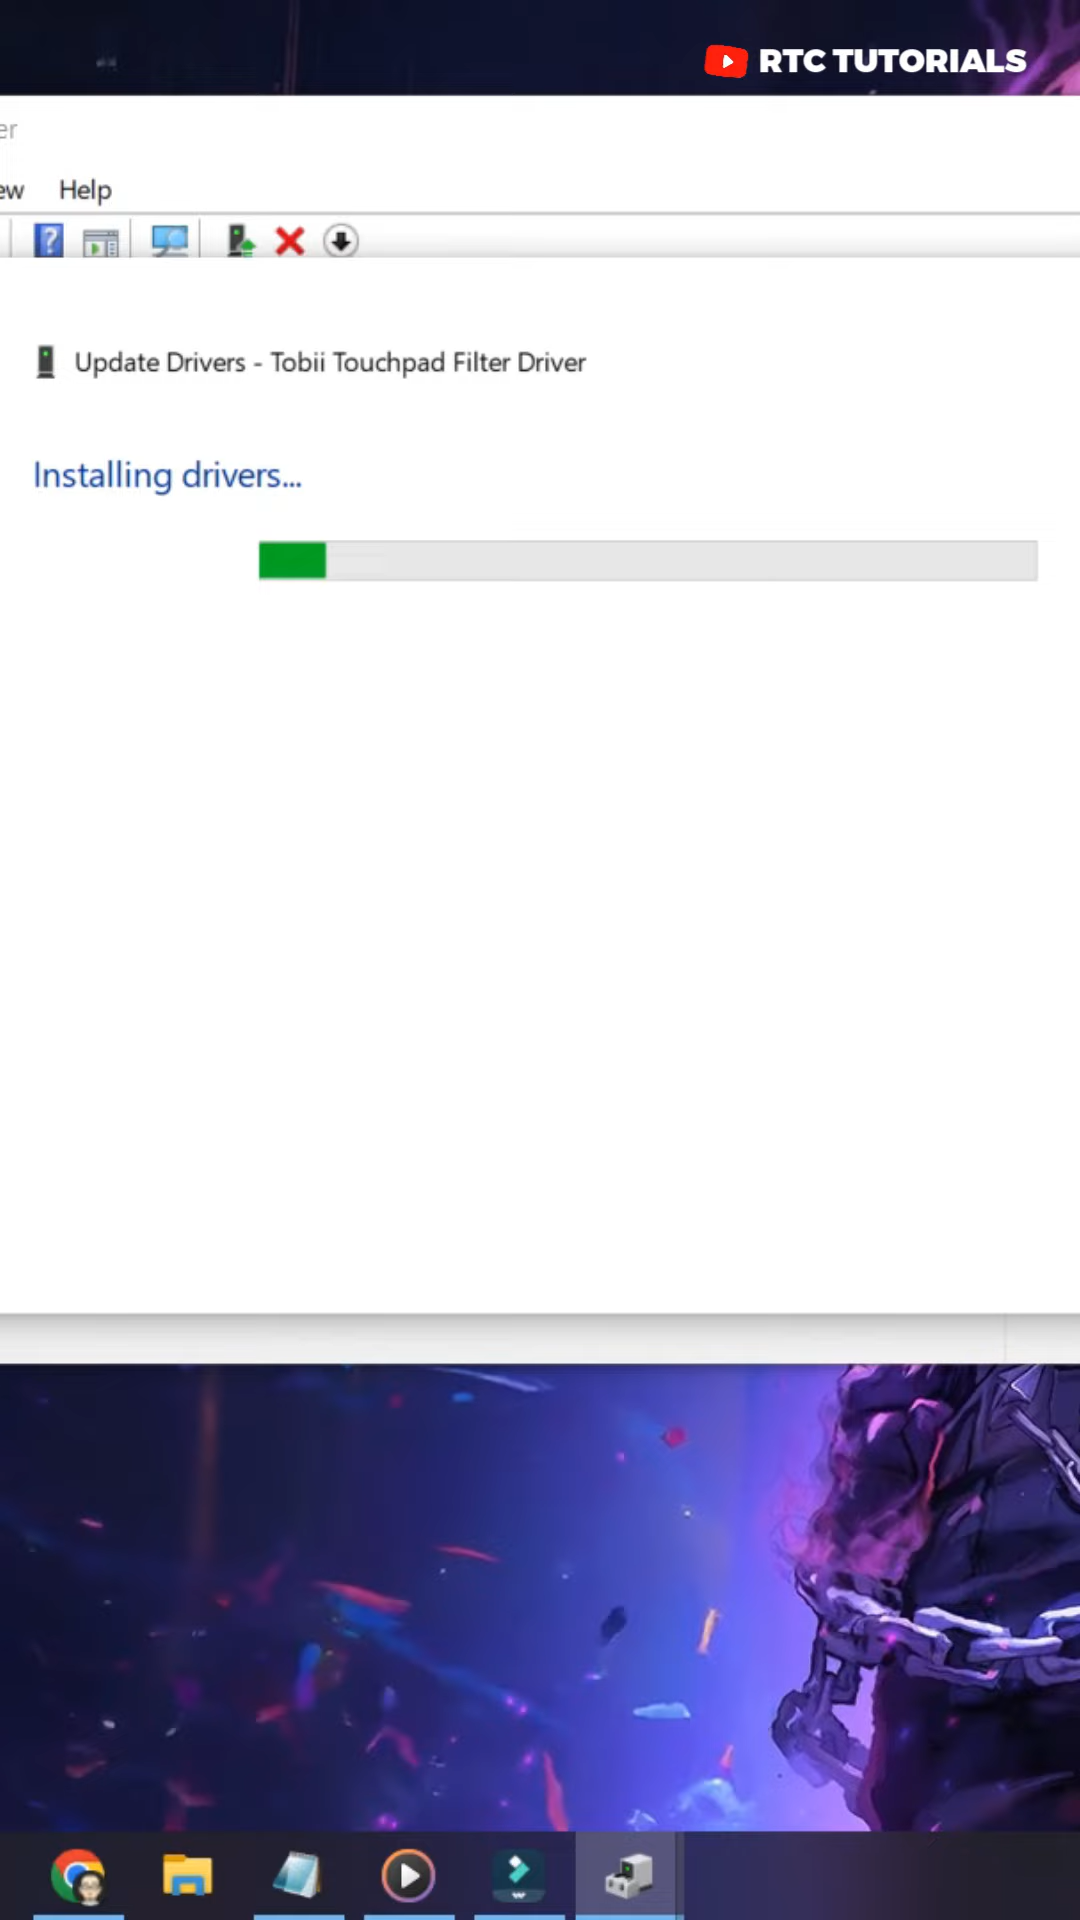 RTC TUTORIALS
er
ew Help
Update Drivers - Tobii Touchpad Filter Driver
Installing drivers...